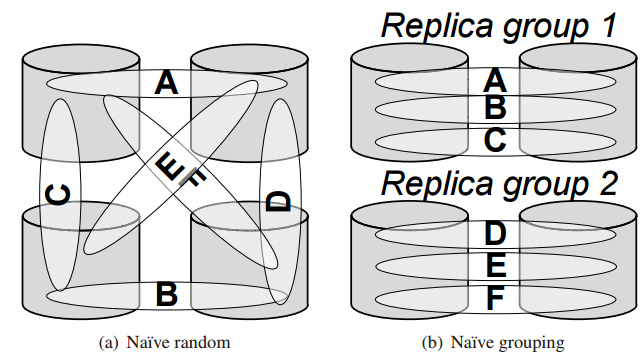 A
C
E
F
D
B
(a) Naïve random
Replica group 1
A
B
C
Replica group 2
D
E
F
(b) Naïve grouping